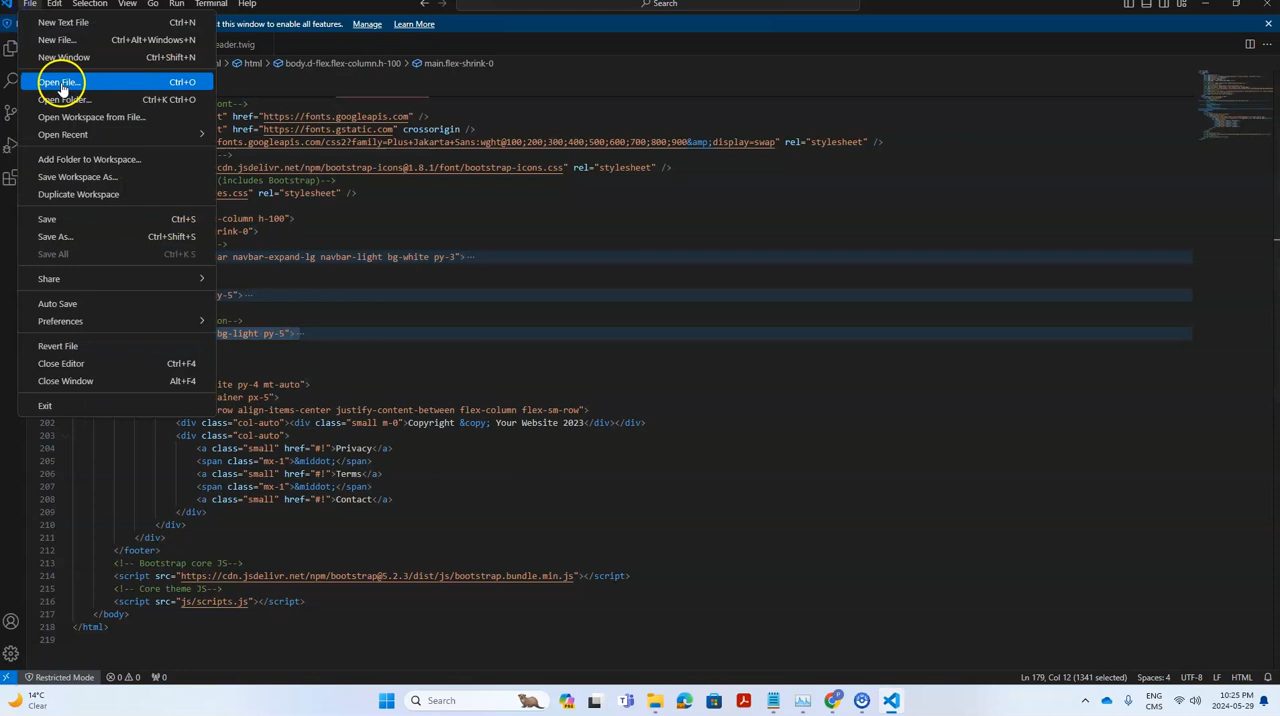 File Edit Selection View Go Run Terminal Help Search
New Text File Ctrl+N
st this window to enable all features. Manage Learn More
New File... Ctrl+Alt+Windows+N
eader.twig
New Window Ctrl+Shift+N
html body.d-flex.flex-column.h-100 main.flex-shrink-0
Open File... Ctrl+O
Open Folder... Ctrl+K Ctrl+O
font-->
t" href="https://fonts.googleapis.com" />
Open Workspace from File...
t" href="https://fonts.gstatic.com" crossorigin />
Open Recent
fonts.googleapis.com/css2?family=Plus+Jakarta+Sans:wght@100;200;300;400;500;600;700;800;900&amp;display=swap" rel="stylesheet" />
-->
Add Folder to Workspace...
cdn.jsdelivr.net/npm/bootstrap-icons@1.8.1/font/bootstrap-icons.css" rel="stylesheet" />
Save Workspace As...
(includes Bootstrap)-->
Duplicate Workspace
es.css" rel="stylesheet" />
Save Ctrl+S
-column h-100">
rink-0">
Save As... Ctrl+Shift+S
-->
Save All Ctrl+K S
ar navbar-expand-lg navbar-light bg-white py-3">...
Share
y-5">...
Auto Save
Preferences
on-->
bg-light py-5">...
Revert File
Close Editor Ctrl+F4
Close Window Alt+F4
ite py-4 mt-auto">
tainer px-5">
Exit
row align-items-center justify-content-between flex-column flex-sm-row">
202 <div class="col-auto"><div class="small m-0">Copyright &copy; Your Website 2023</div></div>
203 <div class="col-auto">
204 <a class="small" href="#!">Privacy</a>
205 <span class="mx-1">&middot;</span>
206 <a class="small" href="#!">Terms</a>
207 <span class="mx-1">&middot;</span>
208 <a class="small" href="#!">Contact</a>
209 </div>
210 </div>
211 </div>
212 </footer>
213 <!-- Bootstrap core JS-->
214 <script src="https://cdn.jsdelivr.net/npm/bootstrap@5.2.3/dist/js/bootstrap.bundle.min.js"></script>
215 <!-- Core theme JS-->
216 <script src="js/scripts.js"></script>
217 </body>
218 </html>
219
Restricted Mode 0 0 0 Ln 179, Col 12 (1341 selected) Spaces: 4 UTF-8 LF HTML
14°C
Clear
Search
ENG
CMS
10:25 PM
2024-05-29